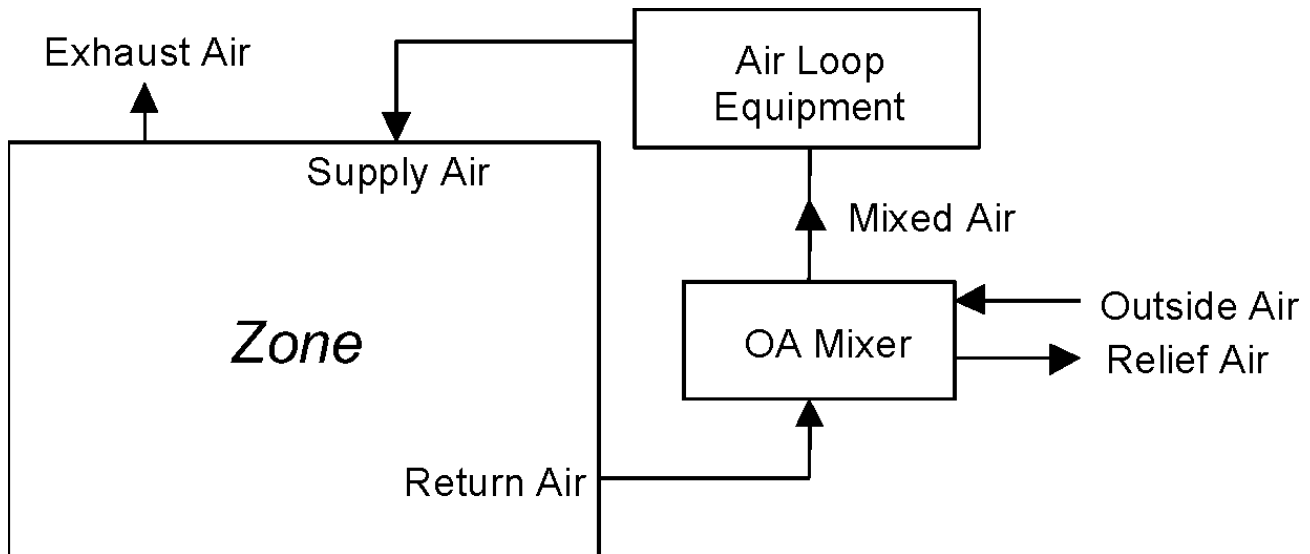 Exhaust Air
Air Loop
Equipment
Supply Air
Mixed Air
Outside Air
Zone
OA Mixer
Relief Air
Return Air